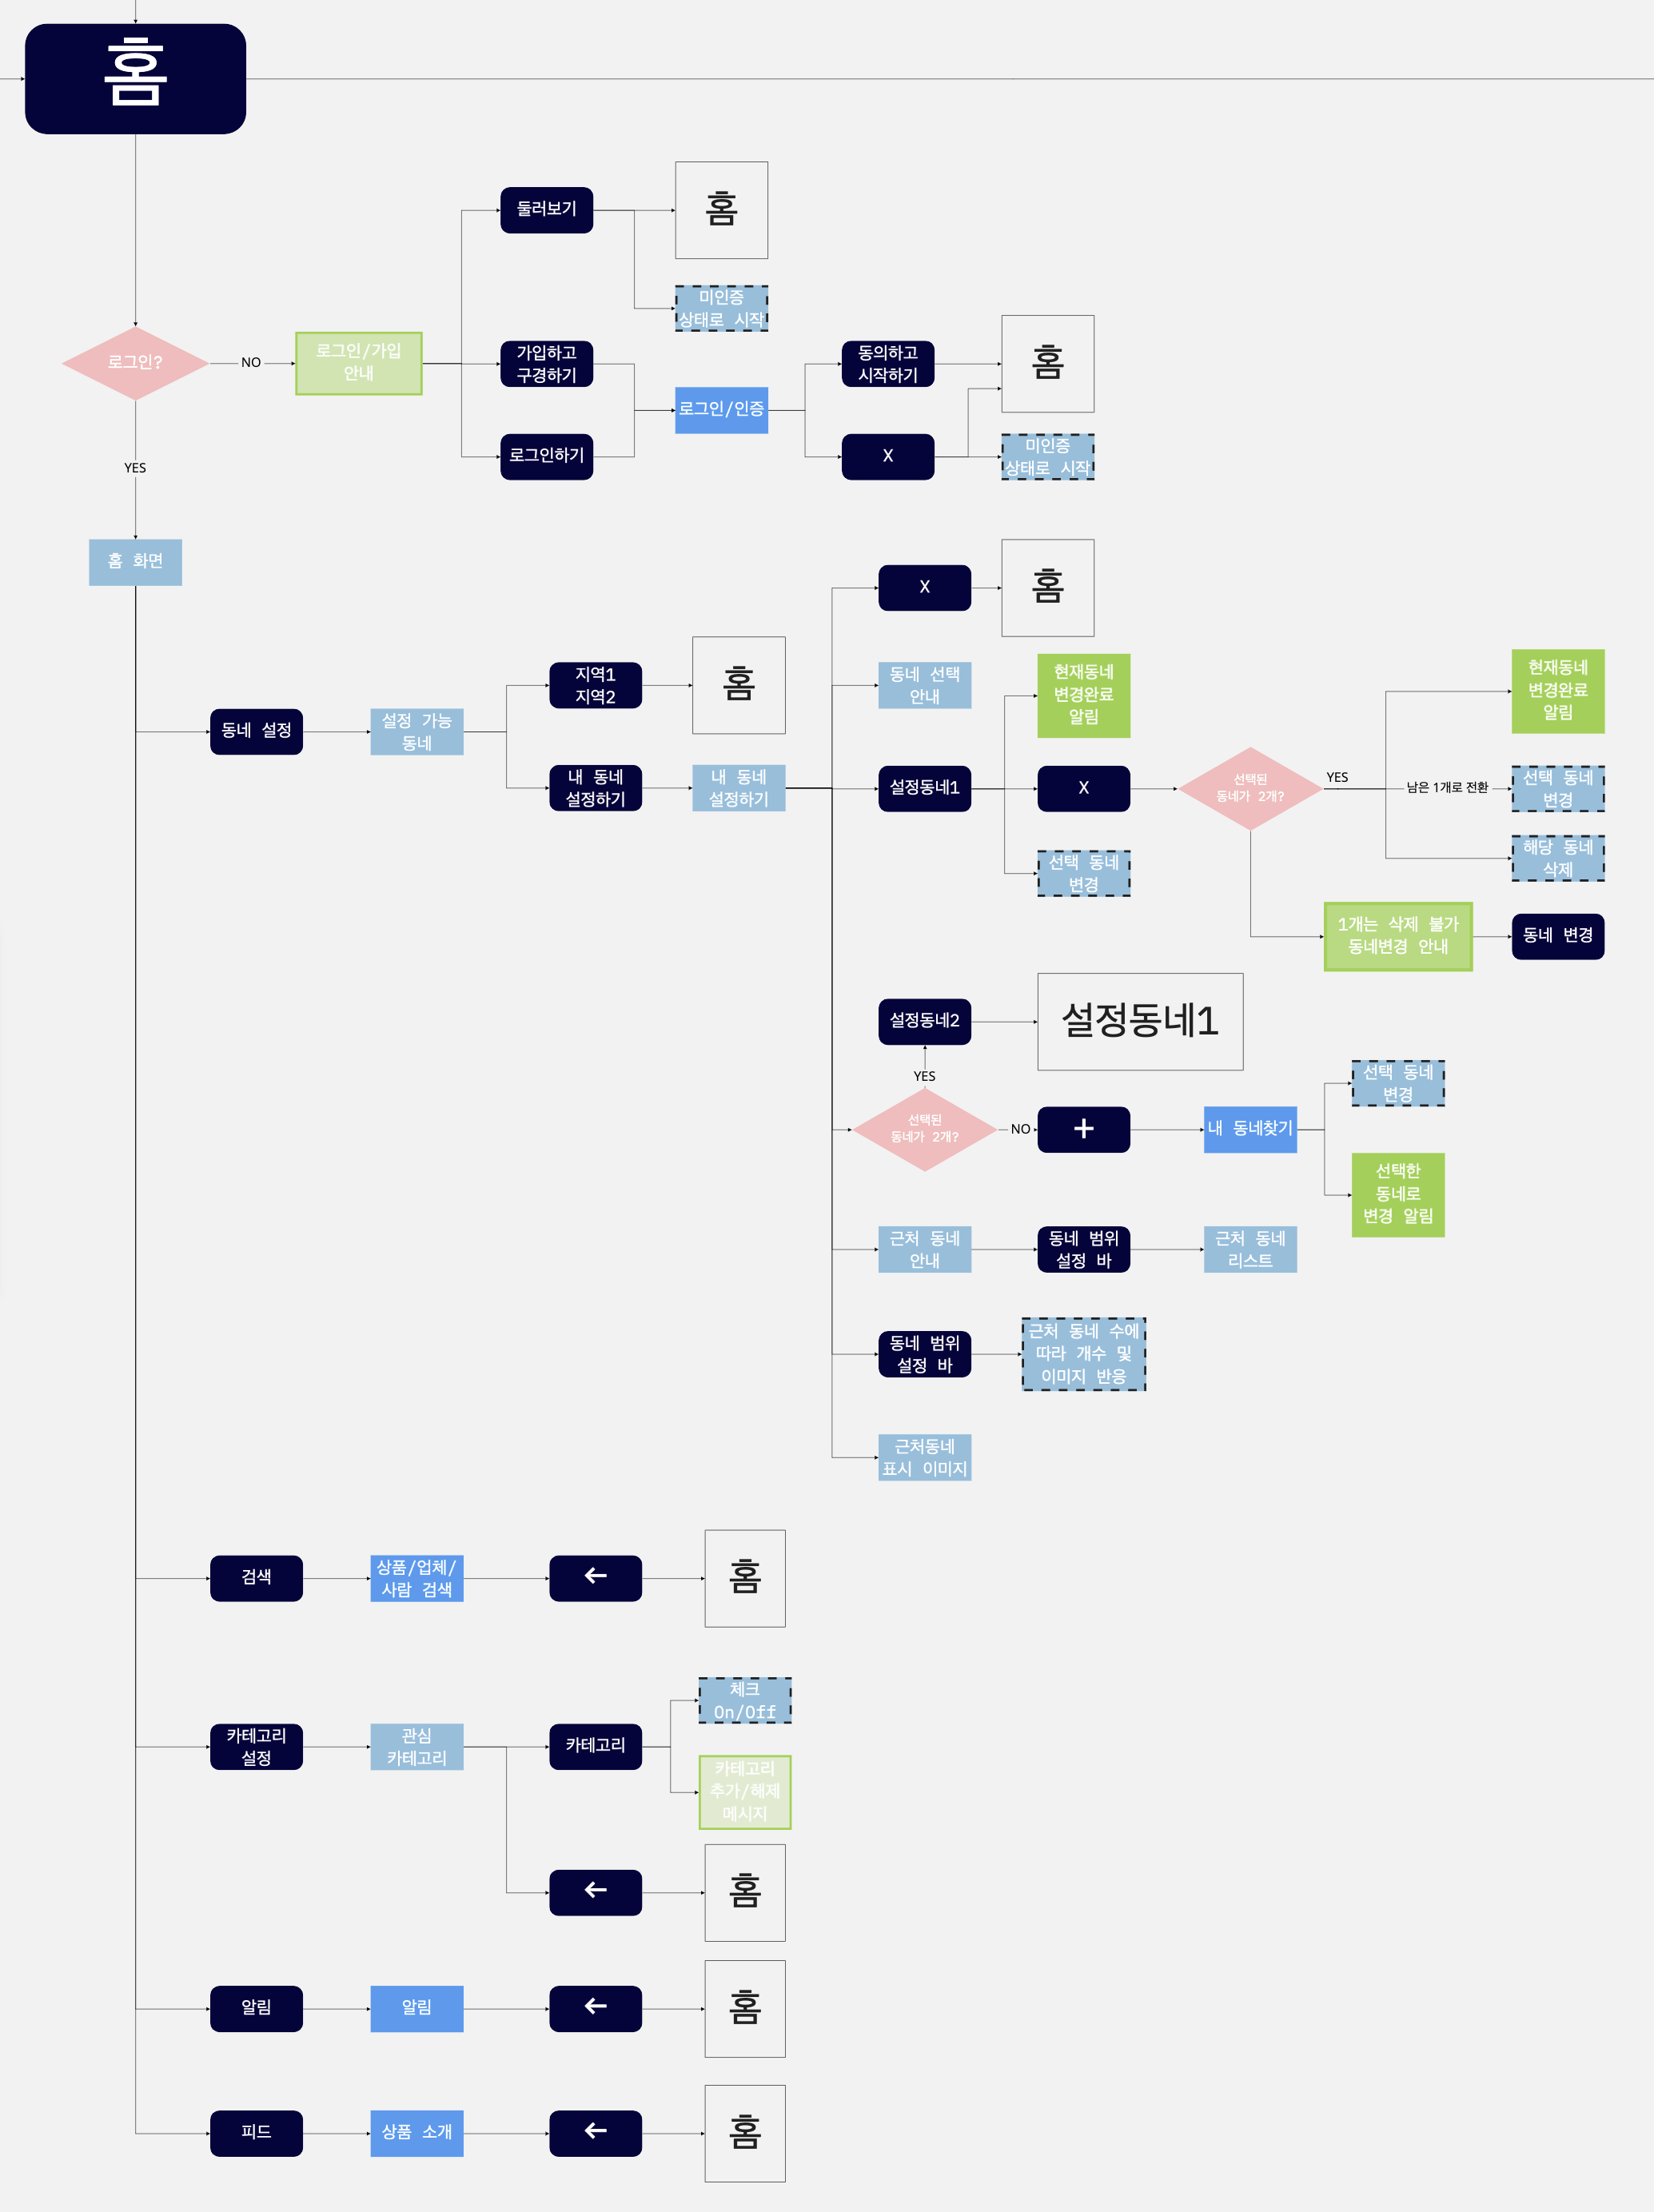 홈
둘러보기
홈
미인증
상태로 시작
로그인?
NO
로그인/가입
안내
가입하고
구경하기
로그인/인증
동의하고
시작하기
홈
로그인하기
X
미인증
상태로 시작
YES
홈 화면
X
홈
동네 설정
설정 가능
동네
지역1
지역2
홈
내 동네
설정하기
내 동네
설정하기
동네 선택
안내
설정동네1
현재동네
변경완료
알림
X
선택 동네
변경
선택된
동네가 2개?
YES
현재동네
변경완료
알림
남은 1개로 전환
선택 동네
변경
해당 동네
삭제
1개는 삭제 불가
동네변경 안내
동네 변경
설정동네2
설정동네1
YES
선택된
동네가 2개?
NO
+
내 동네찾기
선택 동네
변경
선택한
동네로
변경 알림
근처 동네
안내
동네 범위
설정 바
근처 동네
리스트
동네 범위
설정 바
근처 동네 수에
따라 개수 및
이미지 반응
근처동네
표시 이미지
검색
상품/업체/
사람 검색
←
홈
카테고리
설정
관심
카테고리
카테고리
체크
On/Off
카테고리
추가/해제
메시지
←
홈
알림
알림
←
홈
피드
상품 소개
←
홈